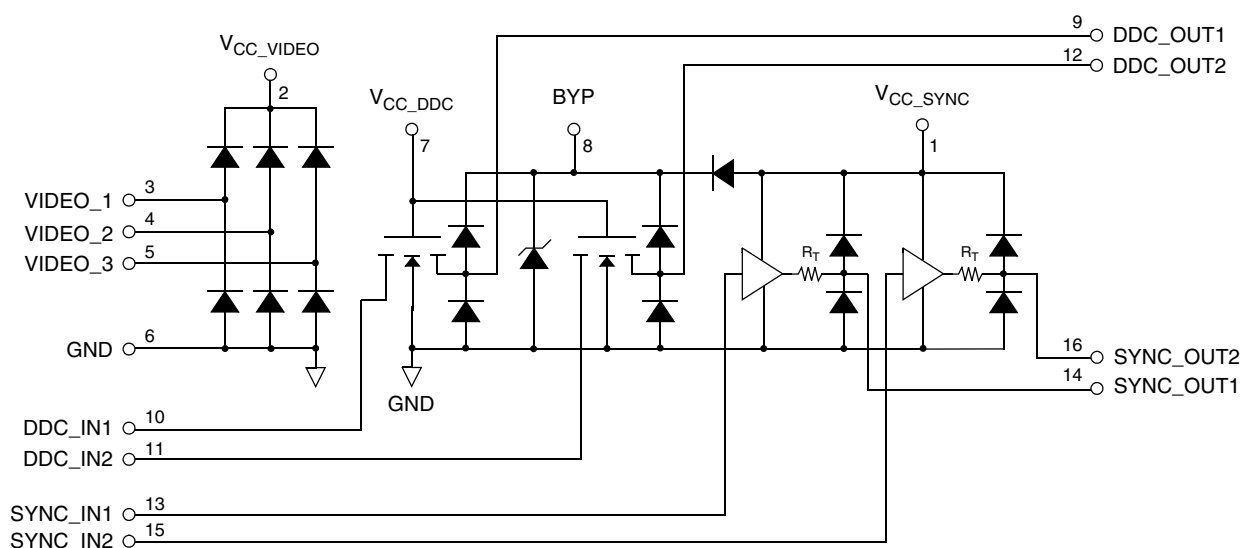 9 DDC_OUT1
12 DDC_OUT2
VCC_VIDEO
2
VCC_DDC
7
BYP
8
VCC_SYNC
1
VIDEO_1 3
VIDEO_2 4
VIDEO_3 5
RT
RT
GND 6
16 SYNC_OUT2
14 SYNC_OUT1
GND
DDC_IN1 10
DDC_IN2 11
SYNC_IN1 13
SYNC_IN2 15